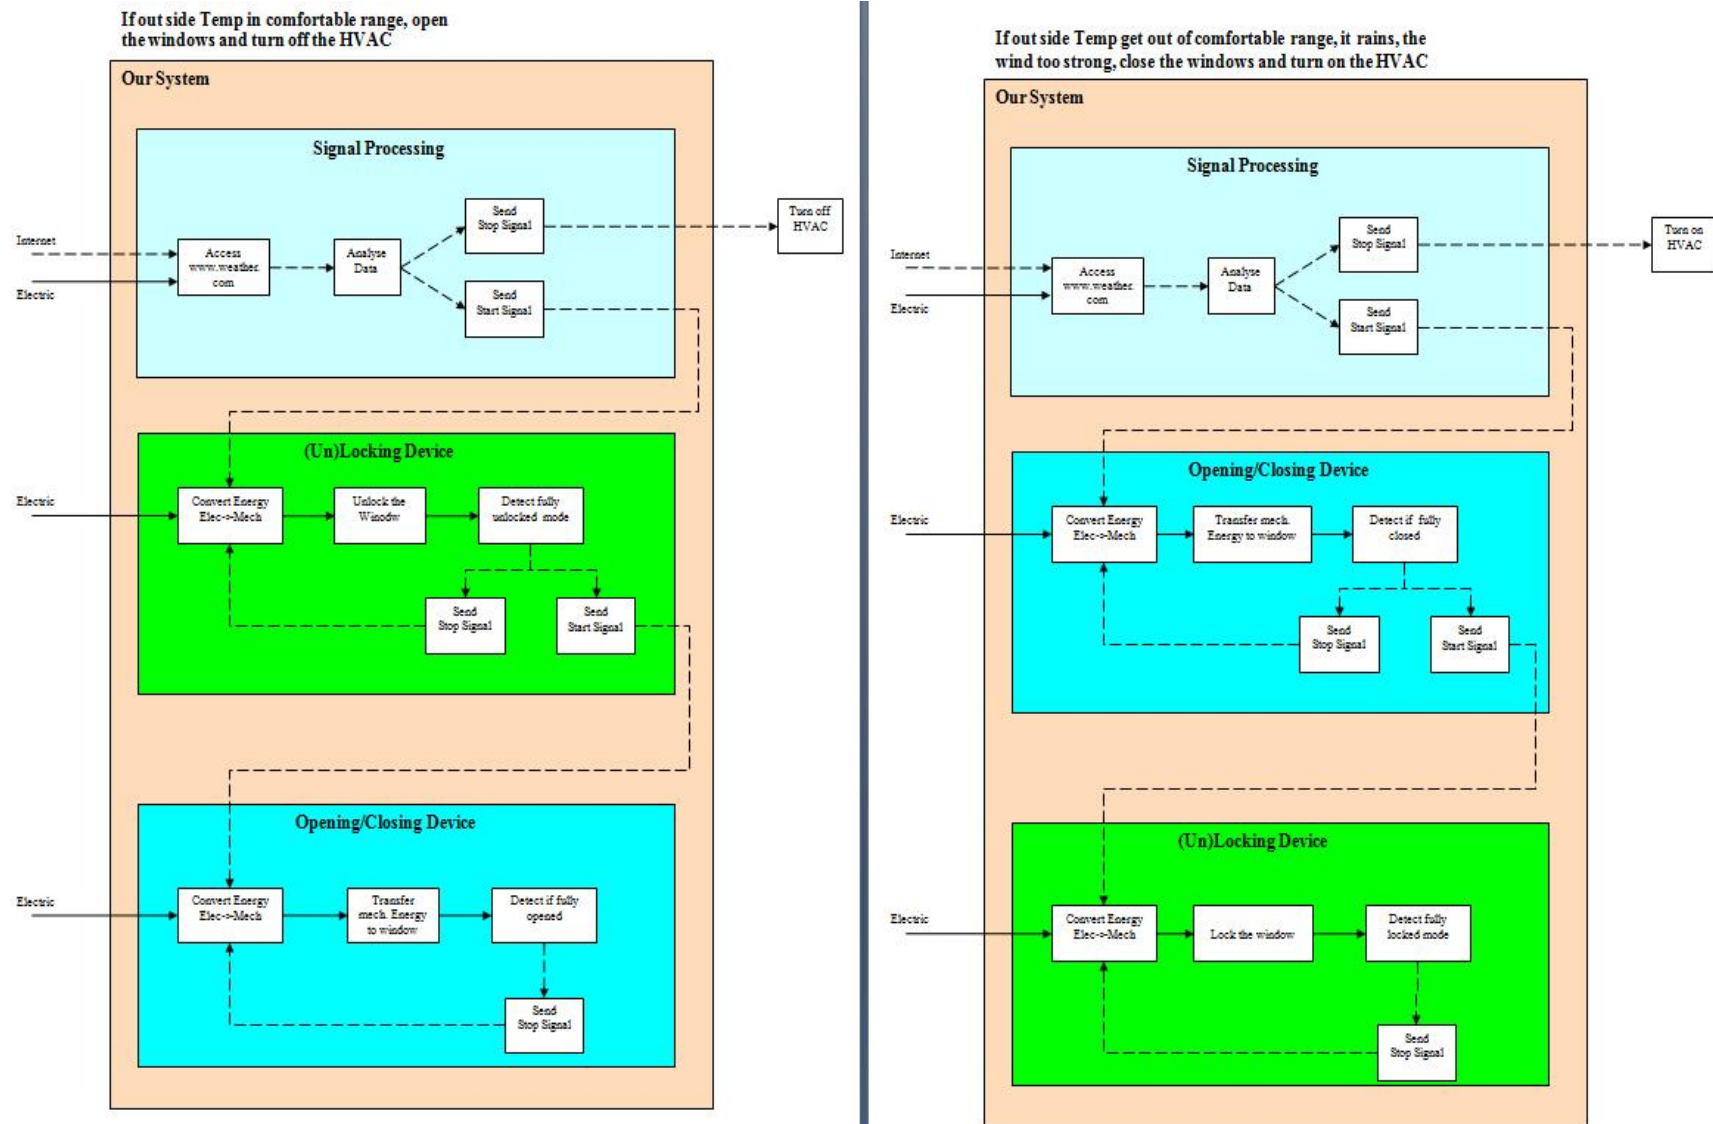 If out side Temp in comfortable range, open
the windows and turn off the HVAC
Our System
Signal Processing
Internet
Electric
Access
www.weather.
com
Analyse
Data
Send
Stop Signal
Send
Start Signal
Turn off
HVAC
(Un)Locking Device
Electric
Convert Energy
Elec->Mech
Unlock the
Winodw
Detect fully
unlocked mode
Send
Stop Signal
Send
Start Signal
Opening/Closing Device
Electric
Convert Energy
Elec->Mech
Transfer
mech. Energy
to window
Detect if fully
opened
Send
Stop Signal
If out side Temp get out of comfortable range, it rains, the
wind too strong, close the windows and turn on the HVAC
Our System
Signal Processing
Internet
Electric
Access
www.weather.
com
Analyse
Data
Send
Stop Signal
Send
Start Signal
Turn on
HVAC
Opening/Closing Device
Electric
Convert Energy
Elec->Mech
Transfer mech.
Energy to window
Detect if fully
closed
Send
Stop Signal
Send
Start Signal
(Un)Locking Device
Electric
Convert Energy
Elec->Mech
Lock the window
Detect fully
locked mode
Send
Stop Signal